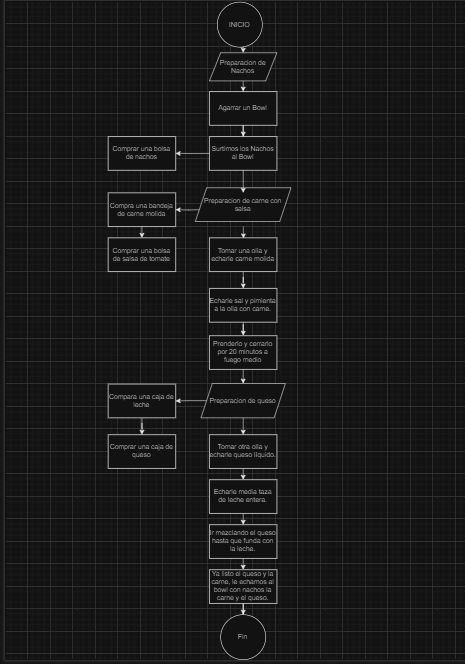 INICIO
Preparacion de
Nachos
Agarrar un Bowl
Comprar una bolsa
de nachos
Surtimos los Nachos
al Bowl
Compra una bandeja
de carne molida
Preparacion de carne con
salsa
Comprar una bolsa
de salsa de tomate
Tomar una olla y
echarle carne molida
Echarle sal y pimienta
a la olla con carne.
Prenderlo y cerrarlo
por 20 minutos a
fuego medio
Compara una caja de
leche
Preparacion de queso
Comprar una caja de
queso
Tomar otra olla y
echarle queso liquido.
Echarle media taza
de leche entera.
Ir mezclando el queso
hasta que funda con
la leche.
Ya listo el queso y la
carne, le echamos al
bowl con nachos la
carne y el queso.
Fin